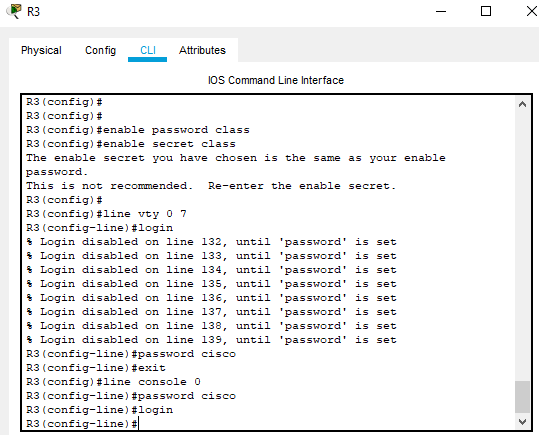 R3
Physical Config CLI Attributes
IOS Command Line Interface
R3(config)#
R3(config)#
R3(config)#enable password class
R3(config)#enable secret class
The enable secret you have chosen is the same as your enable
password.
This is not recommended.  Re-enter the enable secret.
R3(config)#
R3(config)#line vty 0 7
R3(config-line)#login
% Login disabled on line 132, until 'password' is set
% Login disabled on line 133, until 'password' is set
% Login disabled on line 134, until 'password' is set
% Login disabled on line 135, until 'password' is set
% Login disabled on line 136, until 'password' is set
% Login disabled on line 137, until 'password' is set
% Login disabled on line 138, until 'password' is set
% Login disabled on line 139, until 'password' is set
R3(config-line)#password cisco
R3(config-line)#exit
R3(config)#line console 0
R3(config-line)#password cisco
R3(config-line)#login
R3(config-line)#